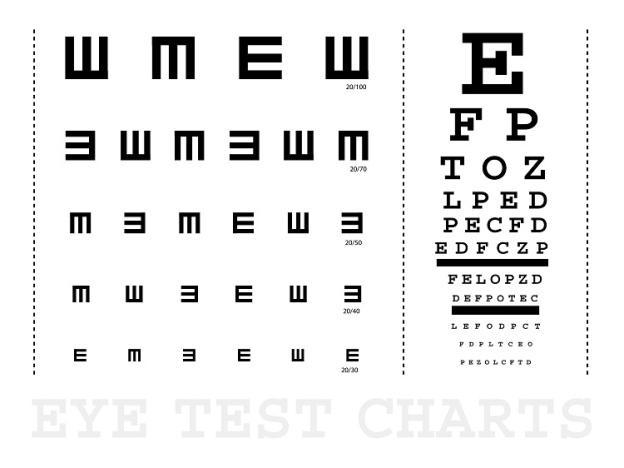 20/100
20/70
20/50
20/40
20/30
E
F P
T O Z
L P E D
P E C F D
E D F C Z P
F E L O P Z D
D E F P O T E C
L E F O D P C T
F D P L T C E O
P E Z O L C F T D
EYE TEST CHARTS